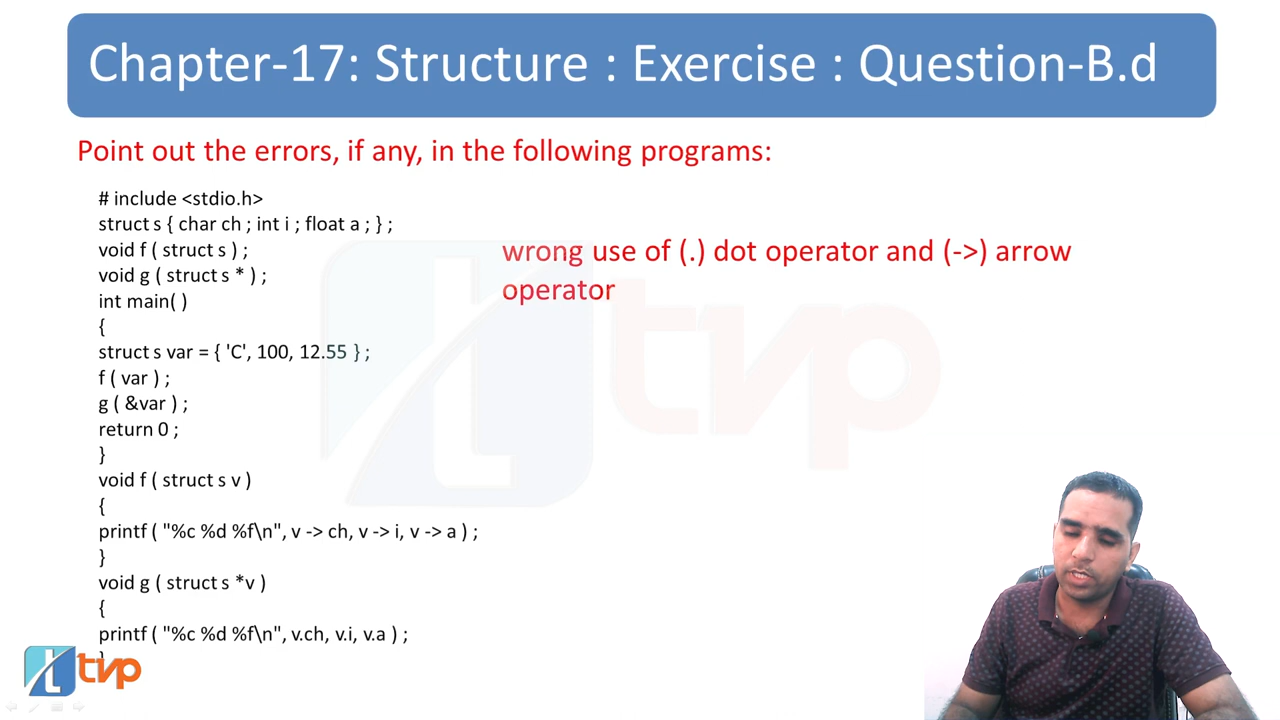 Chapter-17: Structure : Exercise : Question-B.d
Point out the errors, if any, in the following programs:
# include <stdio.h>
struct s { char ch ; int i ; float a ; } ;
void f ( struct s ) ;
void g ( struct s * ) ;
int main( )
{
struct s var = { 'C', 100, 12.55 } ;
f ( var ) ;
g ( &var ) ;
return 0 ;
}
void f ( struct s v )
{
printf ( "%c %d %f\n", v -> ch, v -> i, v -> a ) ;
}
void g ( struct s *v )
{
printf ( "%c %d %f\n", v.ch, v.i, v.a ) ;
}
wrong use of (.) dot operator and (->) arrow
operator
tvp
tvp